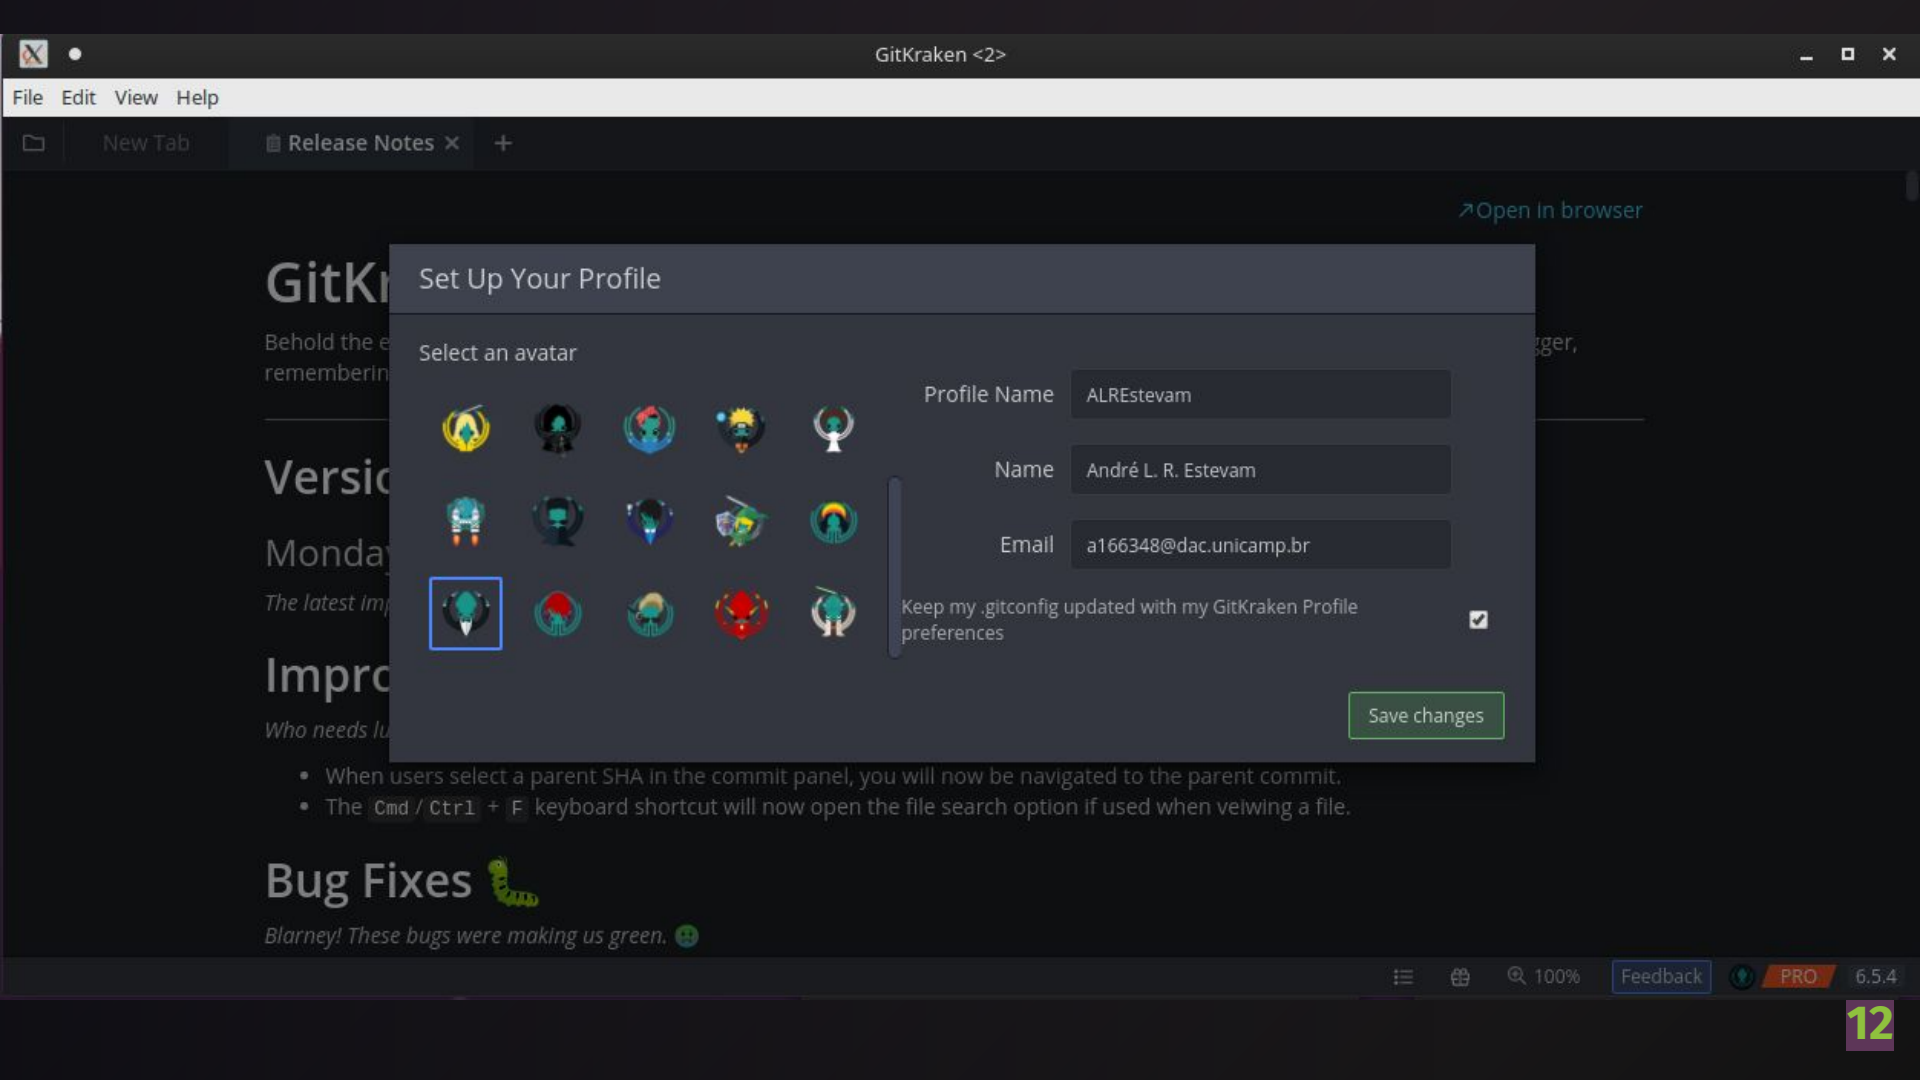 GitKraken <2>
File Edit View Help
New Tab Release Notes
Open in browser
GitKr
Set Up Your Profile
Behold the e
gger,
rememberin
Select an avatar
Profile Name ALREstevam
Versic
Name André L. R. Estevam
Monday
Email a166348@dac.unicamp.br
The latest imp
Keep my .gitconfig updated with my GitKraken Profile
preferences
Impro
Who needs lu
Save changes
When users select a parent SHA in the commit panel, you will now be navigated to the parent commit.
The Cmd/Ctrl + F keyboard shortcut will now open the file search option if used when veiwing a file.
Bug Fixes
Blarney! These bugs were making us green.
100% Feedback PRO 6.5.4
12